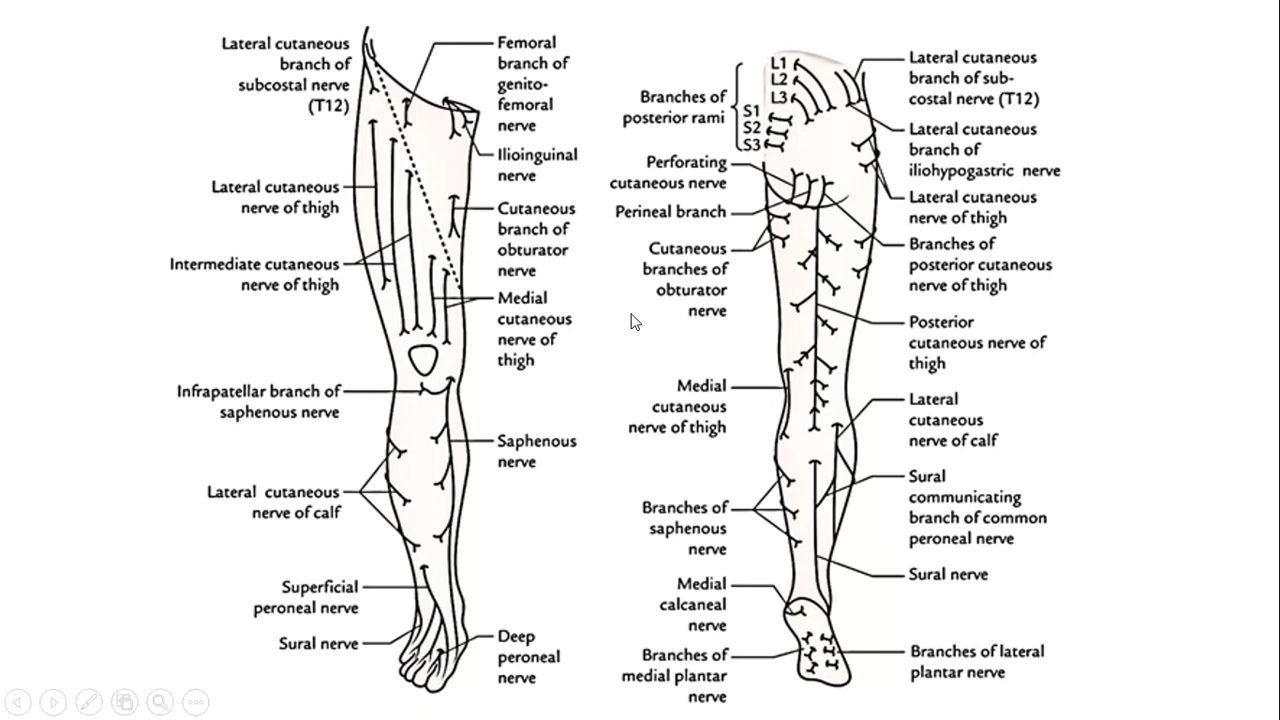 Lateral cutaneous
branch of
subcostal nerve
(T12)
Lateral cutaneous
nerve of thigh
Intermediate cutaneous
nerve of thigh
Infrapatellar branch of
saphenous nerve
Lateral cutaneous
nerve of calf
Superficial
peroneal nerve
Sural nerve
Femoral
branch of
genito-
femoral
nerve
Ilioinguinal
nerve
Cutaneous
branch of
obturator
nerve
Medial
cutaneous
nerve of
thigh
Saphenous
nerve
Deep
peroneal
nerve
Branches of
posterior rami
L1
L2
L3
S1
S2
S3
Perforating
cutaneous nerve
Perineal branch
Cutaneous
branches of
obturator
nerve
Medial
cutaneous
nerve of thigh
Branches of
saphenous
nerve
Medial
calcaneal
nerve
Branches of
medial plantar
nerve
Lateral cutaneous
branch of sub-
costal nerve (T12)
Lateral cutaneous
branch of
iliohypogastric nerve
Lateral cutaneous
nerve of thigh
Branches of
posterior cutaneous
nerve of thigh
Posterior
cutaneous nerve of
thigh
Lateral
cutaneous
nerve of calf
Sural
communicating
branch of common
peroneal nerve
Sural nerve
Branches of lateral
plantar nerve